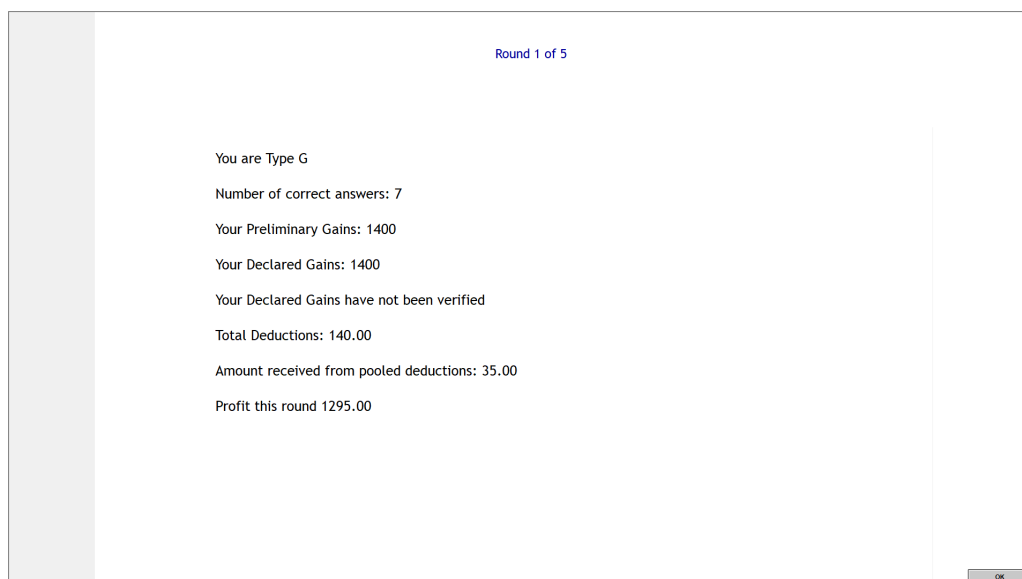 Round 1 of 5
You are Type G
Number of correct answers: 7
Your Preliminary Gains: 1400
Your Declared Gains: 1400
Your Declared Gains have not been verified
Total Deductions: 140.00
Amount received from pooled deductions: 35.00
Profit this round 1295.00
OK